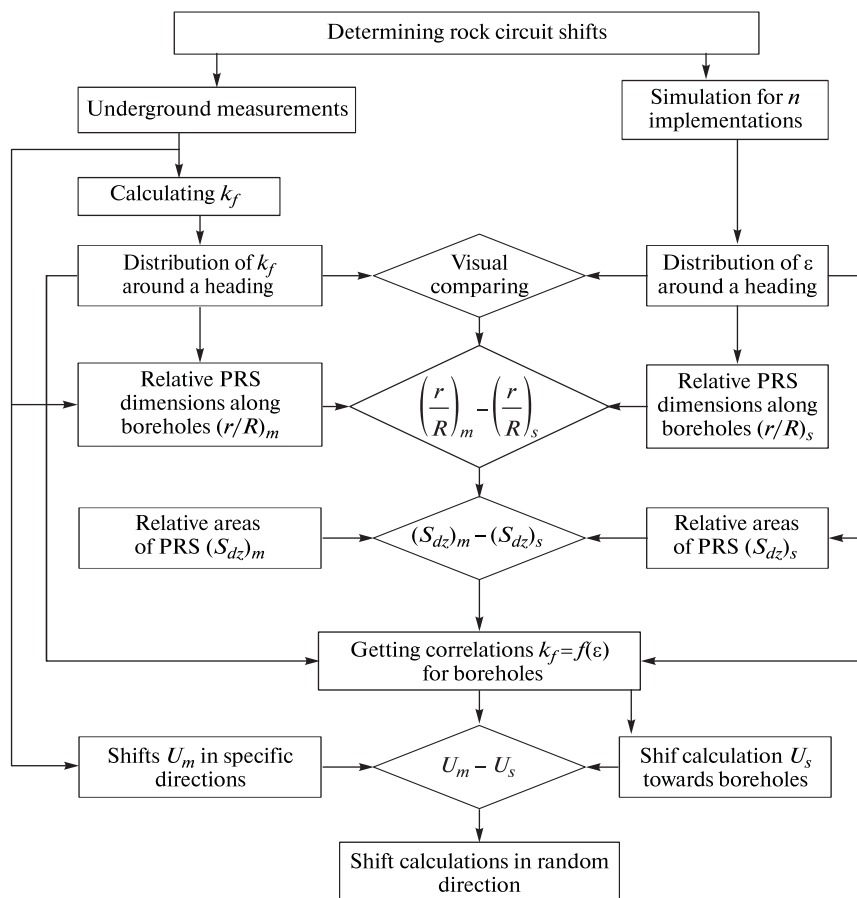 Determining rock circuit shifts
Underground measurements
Simulation for n
implementations
Calculating k_f
Distribution of k_f
around a heading
Visual
comparing
Distribution of ε
around a heading
Relative PRS
dimensions along
boreholes (r/R)_m
(r/R)_m – (r/R)_s
Relative PRS
dimensions along
boreholes (r/R)_s
Relative areas
of PRS (S_dz)_m
(S_dz)_m – (S_dz)_s
Relative areas
of PRS (S_dz)_s
Getting correlations k_f = f(ε)
for boreholes
Shifts U_m in specific
directions
U_m – U_s
Shif calculation U_s
towards boreholes
Shift calculations in random
direction